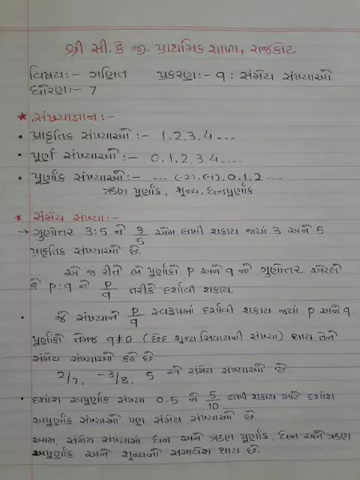 શ્રી સી. કે જી. પ્રાથમિક શાળા, રાજકોટ
વિષય:- ગણિત પ્રકરણ:- ૧ : સંમેય સંખ્યાઓ
ધોરણ:- 7
* સંખ્યાજ્ઞાન:-
• પ્રાકૃતિક સંખ્યાઓ :- 1,2,3,4 ....
• પૂર્ણ સંખ્યાઓ :- 0,1,2,3,4....
• પૂર્ણાંક સંખ્યાઓ :- ... (-2), (-1), 0, 1, 2 ...
ઋણ પૂર્ણાંક, શૂન્ય, ધનપૂર્ણાંક
* સંમેય સંખ્યા:-
→ ગુણોત્તર 3:5 ને 3/5 એમ લખી શકાય જ્યાં 3 અને 5
પ્રાકૃતિક સંખ્યાઓ છે.
એ જ રીતે બે પૂર્ણાંકો p અને q નો ગુણોત્તર એટલે
કે p:q ને p/q તરીકે દર્શાવી શકાય.
• જે સંખ્યાને p/q સ્વરૂપમાં દર્શાવી શકાય જ્યાં p અને q
પૂર્ણાંકો તેમજ q≠0 (છેદ શૂન્ય સિવાયની સંખ્યા) થાય તેને
સંમેય સંખ્યાઓ કહે છે.
2/7, -3/8, 5 એ સંમેય સંખ્યાઓ છે.
• દશાંશ અપૂર્ણાંક સંખ્યા 0.5 ને 5/10 લખી શકાય માટે દશાંશ
અપૂર્ણાંક સંખ્યાઓ પણ સંમેય સંખ્યાઓ છે.
આમ, સંમેય સંખ્યામાં ધન અને ઋણ પૂર્ણાંક, ધન અને ઋણ
અપૂર્ણાંક અને શૂન્યનો સમાવેશ થાય છે.